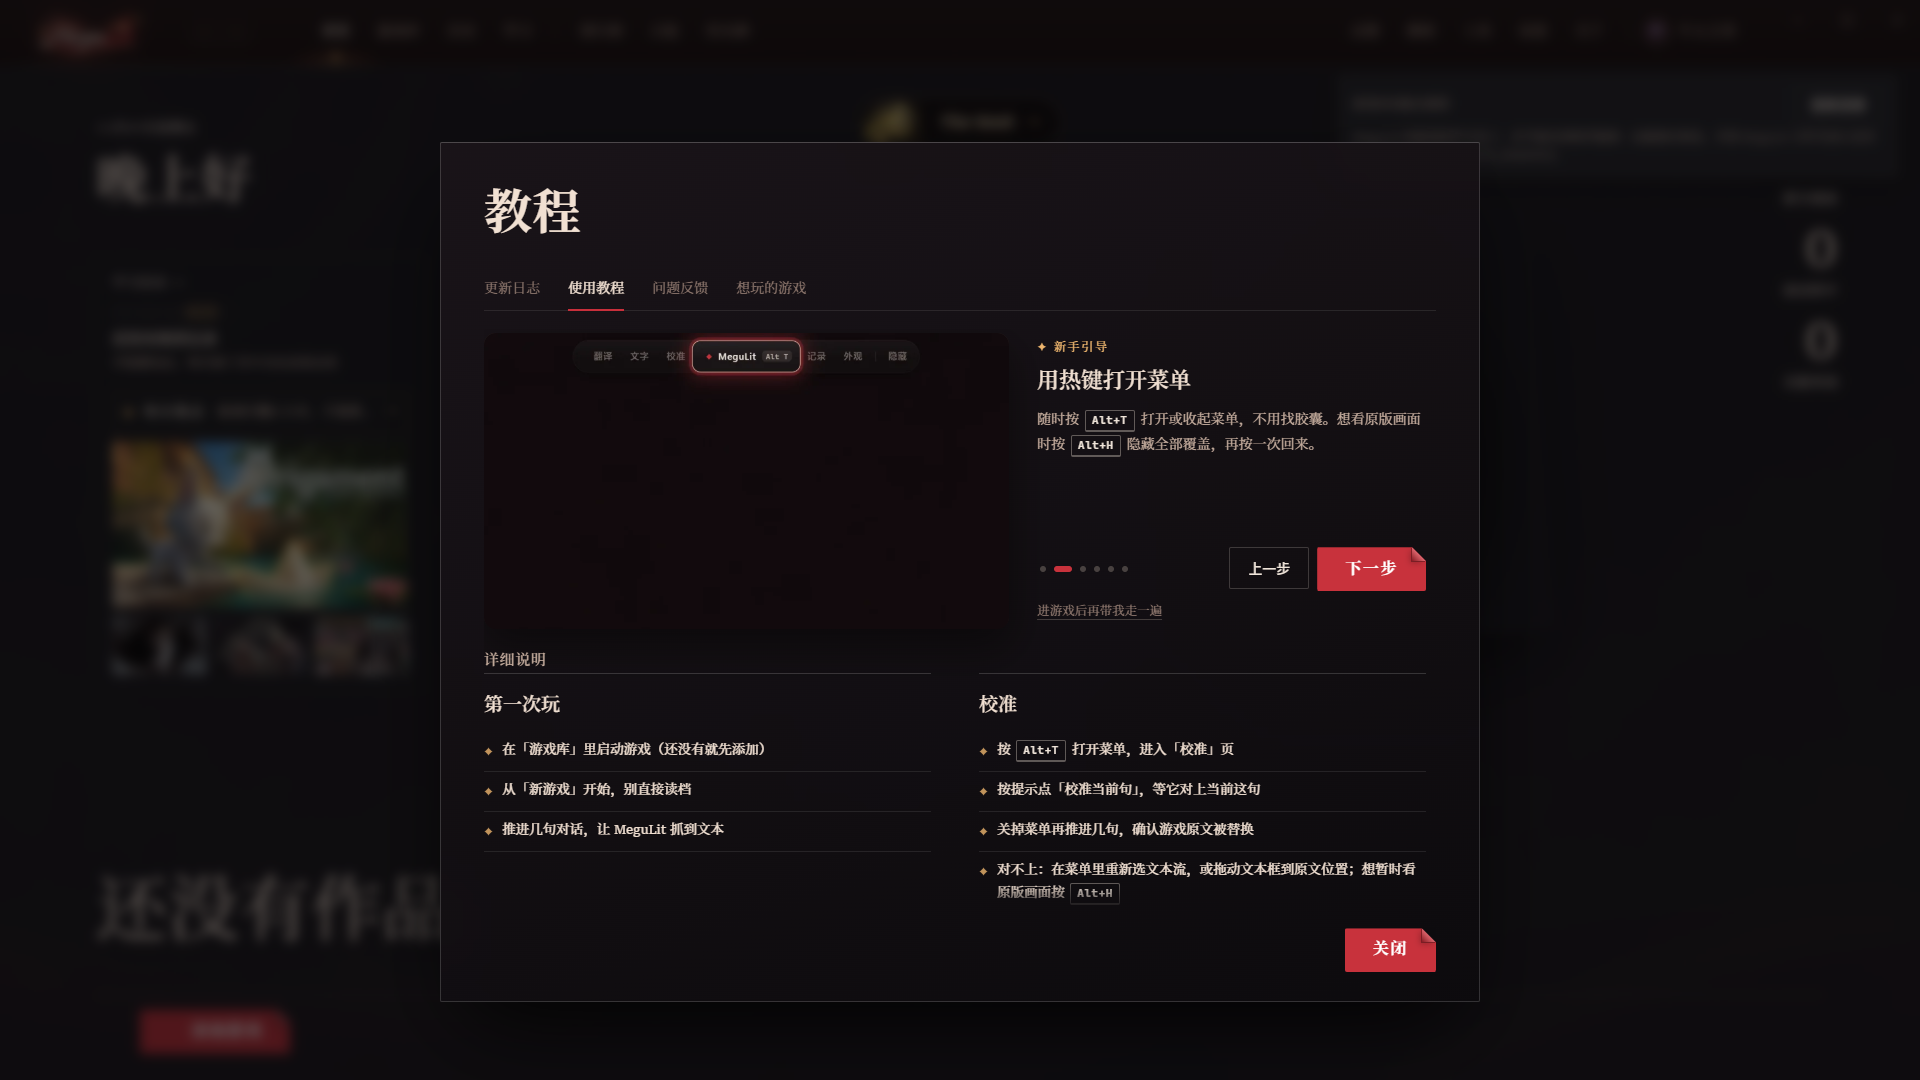 晚上好
教程
更新日志 使用教程 问题反馈 想玩的游戏
翻译 文字 校准 MeguLit Alt T 记录 外观 隐藏
新手引导
用热键打开菜单
随时按 Alt+T 打开或收起菜单，不用找胶囊。想看原版画面
时按 Alt+H 隐藏全部覆盖，再按一次回来。
上一步 下一步
进游戏后再带我走一遍
详细说明
第一次玩
在「游戏库」里启动游戏（还没有就先添加）
从「新游戏」开始，别直接读档
推进几句对话，让 MeguLit 抓到文本
校准
按 Alt+T 打开菜单，进入「校准」页
按提示点「校准当前句」，等它对上当前这句
关掉菜单再推进几句，确认游戏原文被替换
对不上：在菜单里重新选文本流，或拖动文本框到原文位置；想暂时看
原版画面按 Alt+H
还没有作品
关闭